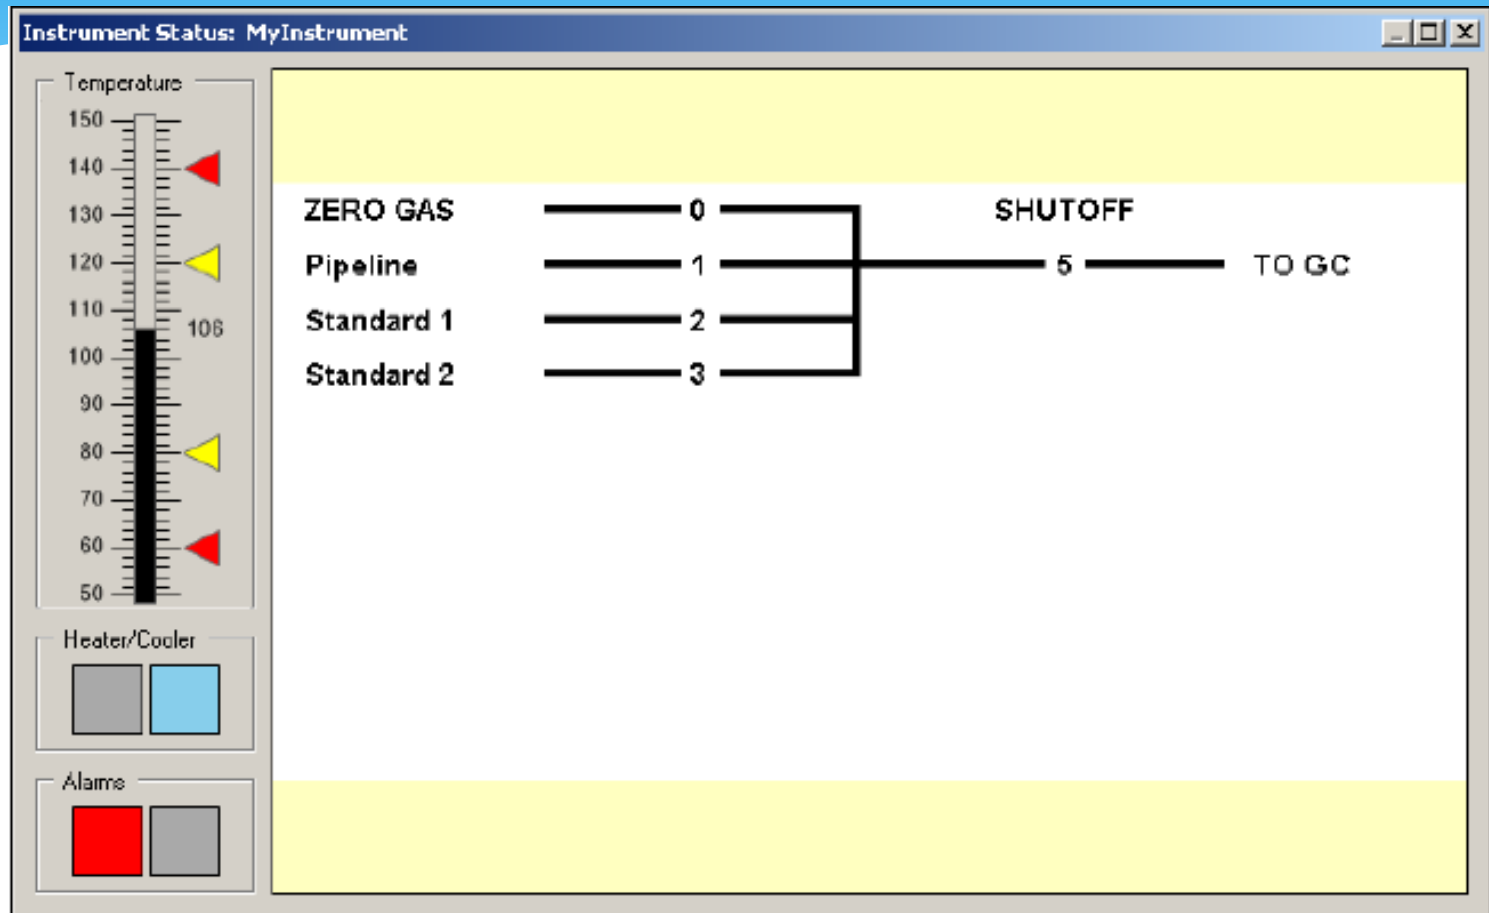 Instrument Status: MyInstrument
Temperature
150
140
130
120
110
106
100
90
80
70
60
50
Heater/Cooler
Alarms
ZERO GAS 0 SHUTOFF
Pipeline 1 5 TO GC
Standard 1 2
Standard 2 3